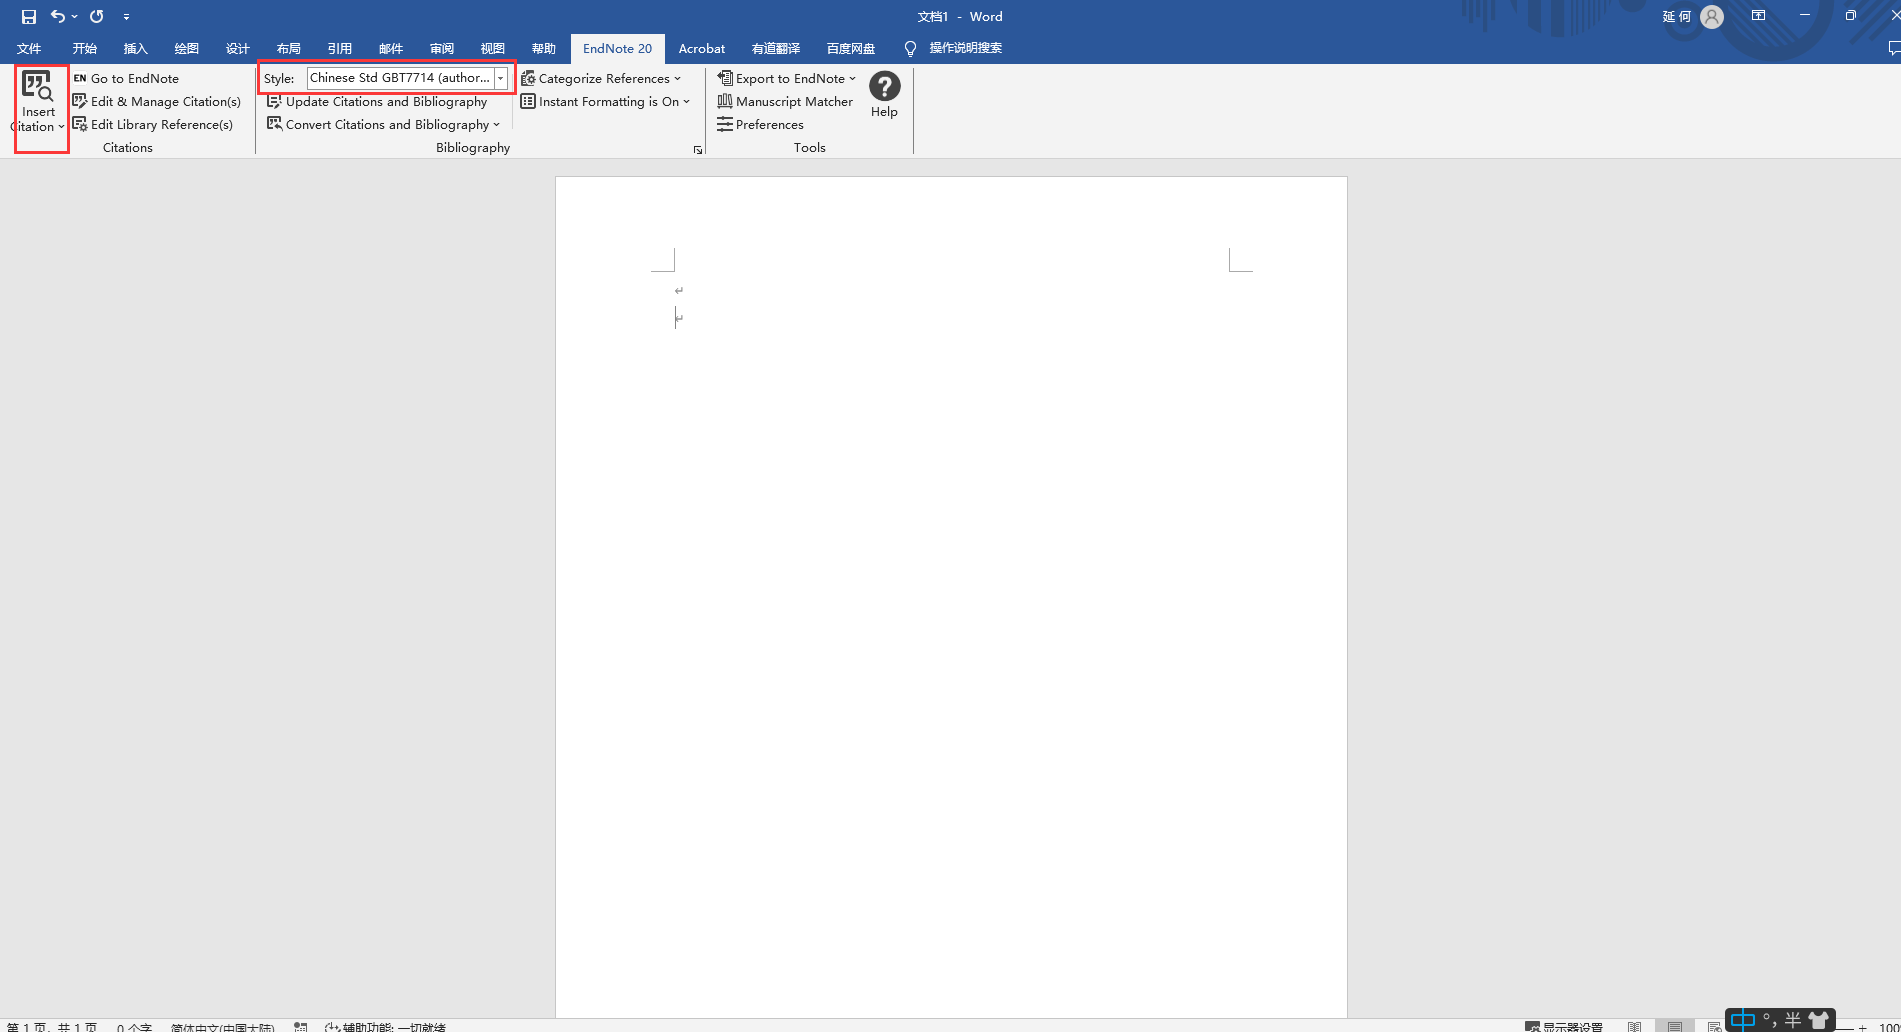 文档1 - Word
延 何
文件 开始 插入 绘图 设计 布局 引用 邮件 审阅 视图 帮助 EndNote 20 Acrobat 有道翻译 百度网盘 操作说明搜索
Insert
Citation
EN Go to EndNote
Edit & Manage Citation(s)
Edit Library Reference(s)
Citations
Style: Chinese Std GBT7714 (author...
Update Citations and Bibliography
Convert Citations and Bibliography
Categorize References
Instant Formatting is On
Bibliography
Export to EndNote
Manuscript Matcher
Preferences
Tools
Help
第 1 页，共 1 页 0 个字 简体中文(中国大陆) 辅助功能: 一切就绪
显示器设置
中 °, 半
100